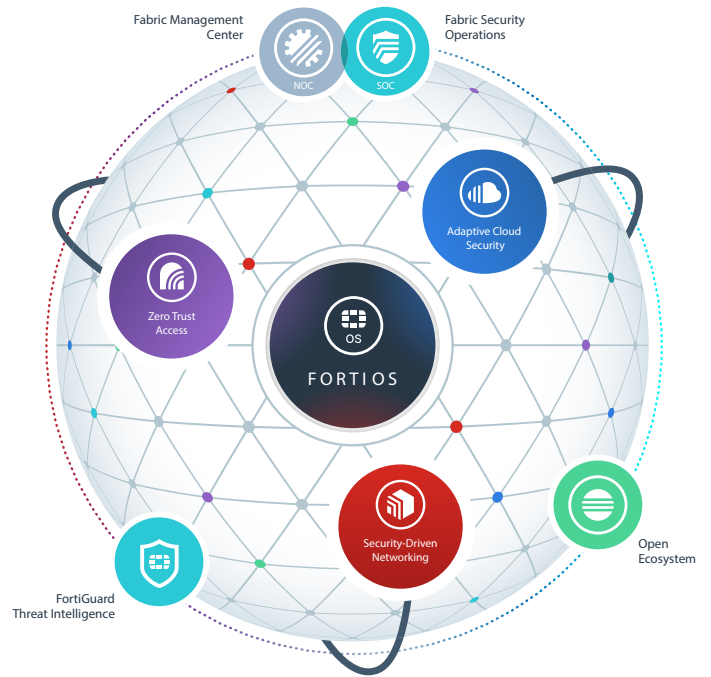 Fabric Management
Center
NOC
SOC
Fabric Security
Operations
Adaptive Cloud
Security
Zero Trust
Access
OS
FORTIOS
Security-Driven
Networking
Open
Ecosystem
FortiGuard
Threat Intelligence